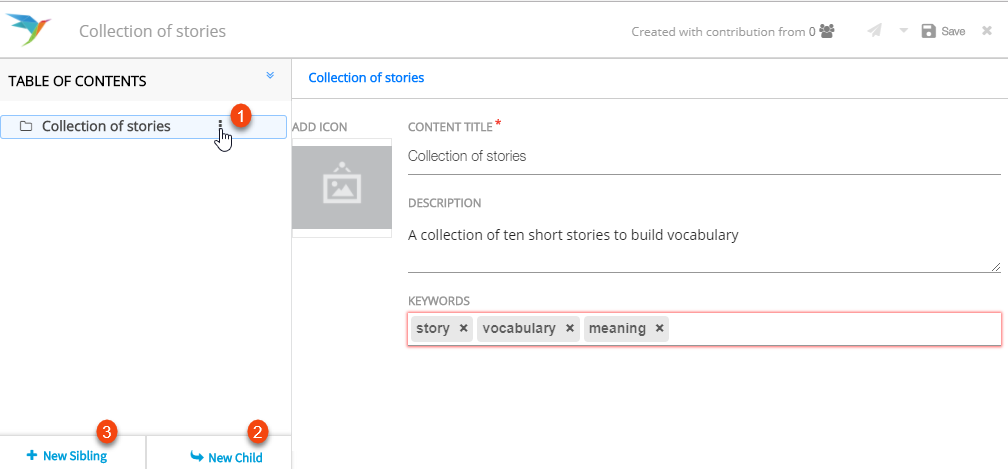 Collection of stories
Created with contribution from 0
Save
TABLE OF CONTENTS
Collection of stories
1
Collection of stories
ADD ICON
CONTENT TITLE*
Collection of stories
DESCRIPTION
A collection of ten short stories to build vocabulary
KEYWORDS
story × vocabulary × meaning ×
3
2
+ New Sibling
New Child